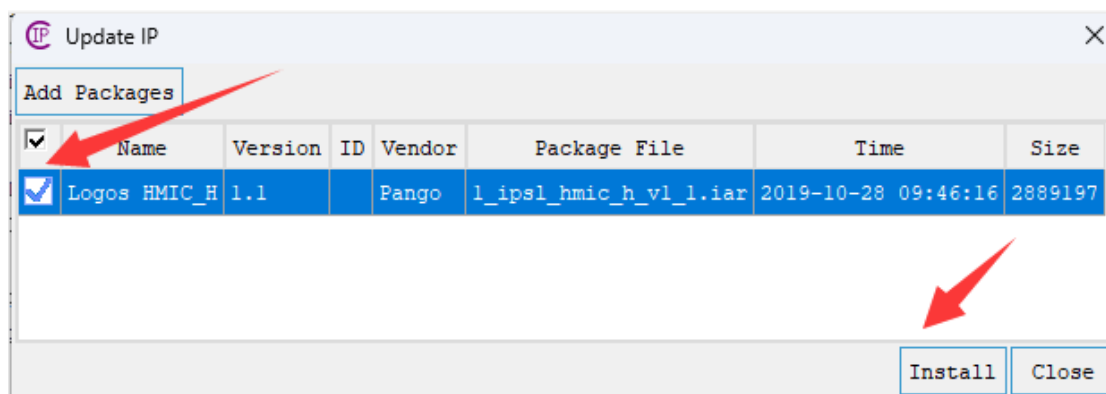 Update IP
Add Packages
Name Version ID Vendor Package File Time Size
Logos HMIC_H 1.1 Pango l_ipsl_hmic_h_v1_1.iar 2019-10-28 09:46:16 2889197
Install Close